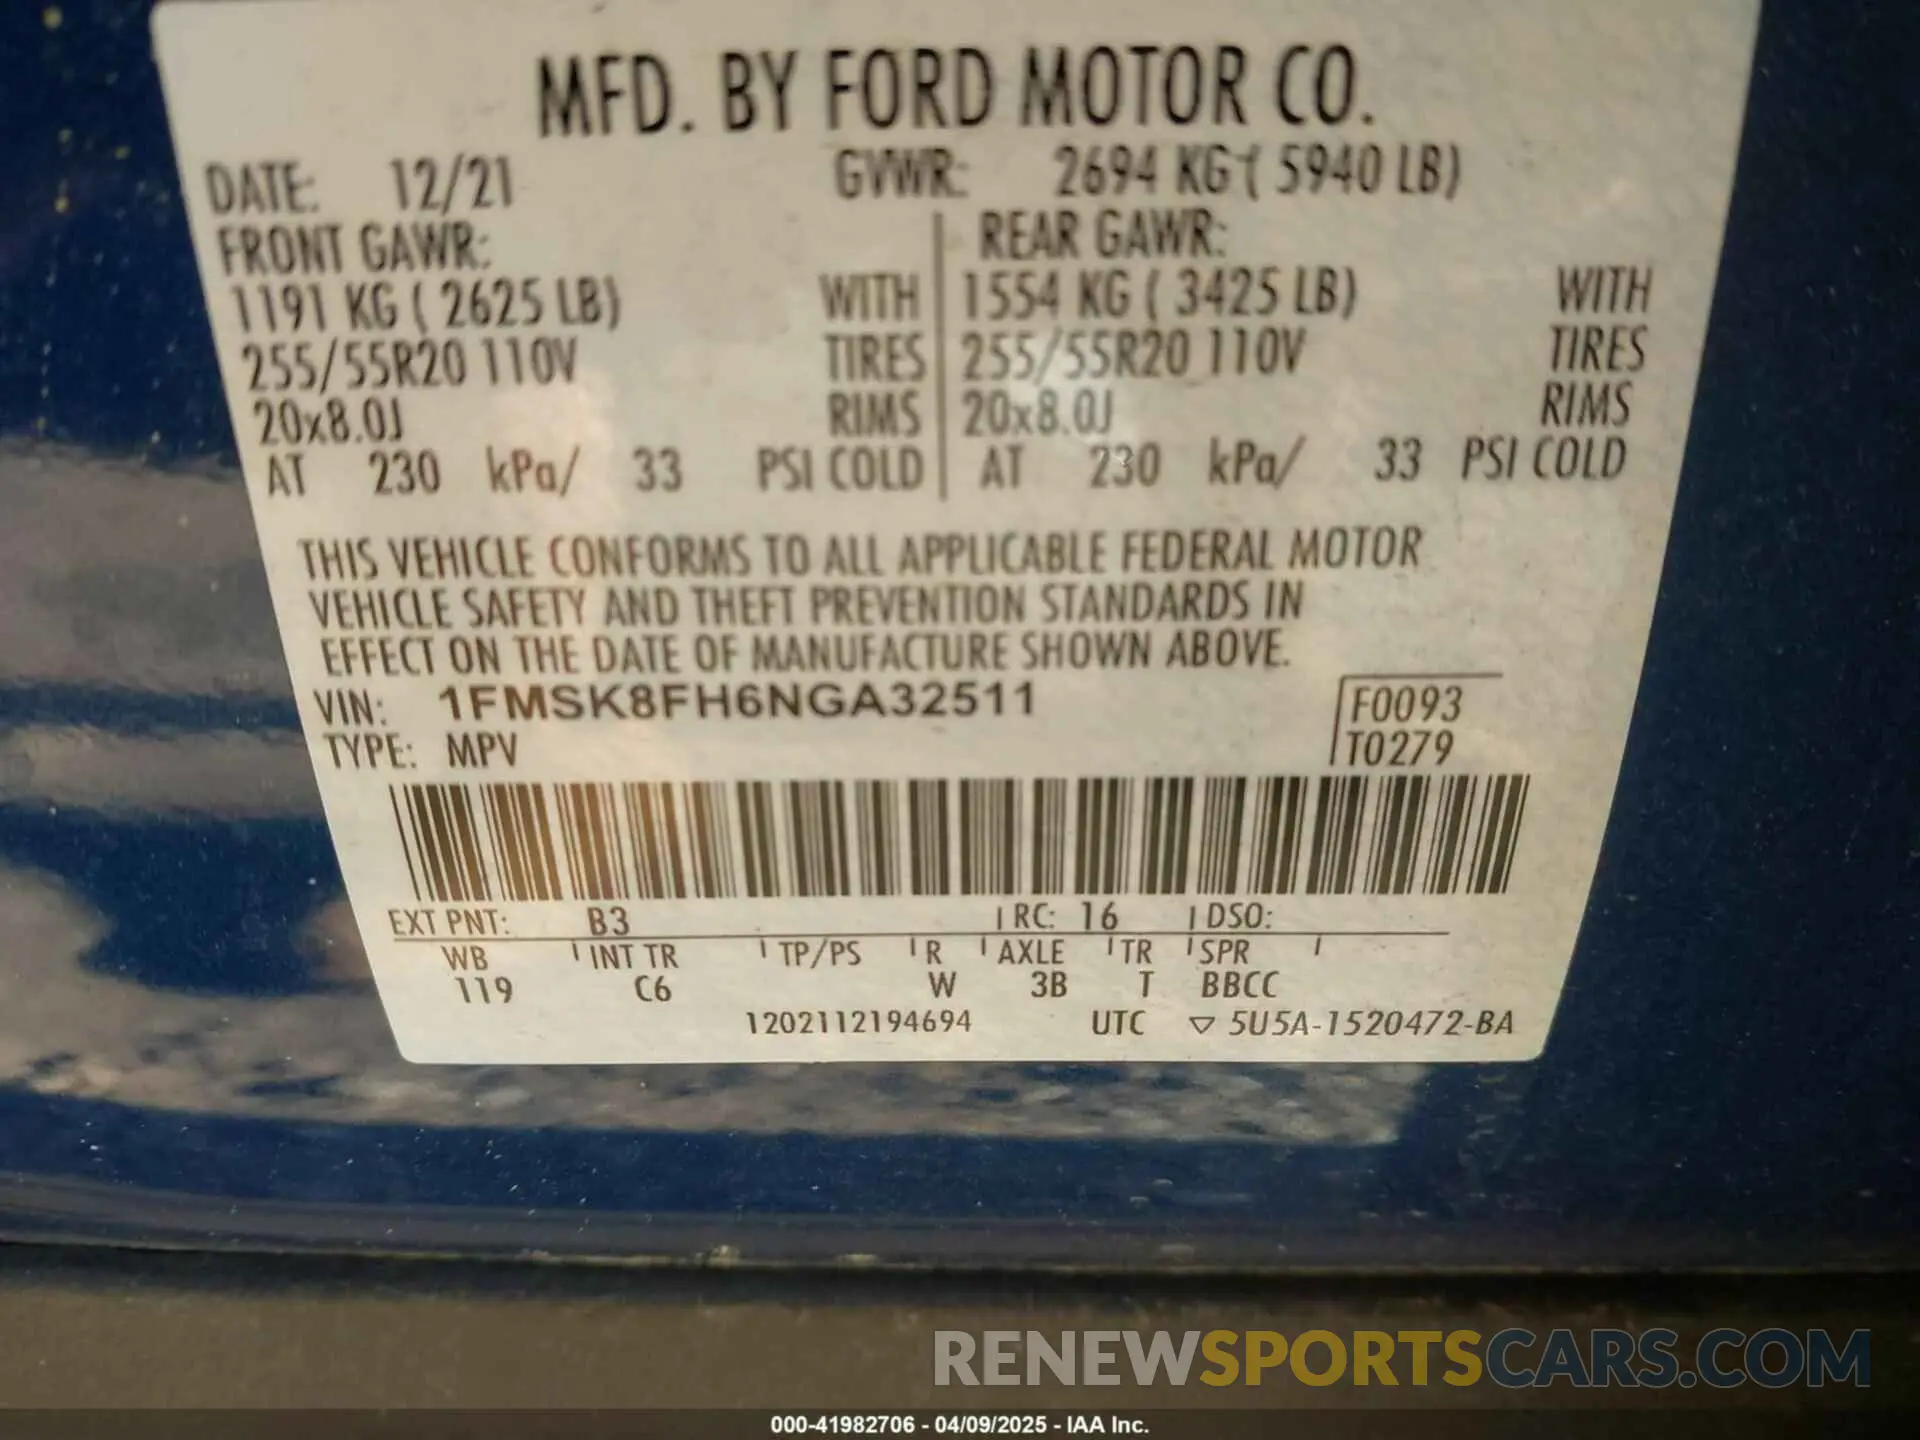 MFD. BY FORD MOTOR CO.
DATE: 12/21 GVWR: 2694 KG ( 5940 LB)
FRONT GAWR: REAR GAWR:
1191 KG ( 2625 LB) WITH 1554 KG ( 3425 LB) WITH
255/55R20 110V TIRES 255/55R20 110V TIRES
20x8.0J RIMS 20x8.0J RIMS
AT 230 kPa/ 33 PSI COLD AT 230 kPa/ 33 PSI COLD
THIS VEHICLE CONFORMS TO ALL APPLICABLE FEDERAL MOTOR
VEHICLE SAFETY AND THEFT PREVENTION STANDARDS IN
EFFECT ON THE DATE OF MANUFACTURE SHOWN ABOVE.
VIN: 1FMSK8FH6NGA32511 F0093
TYPE: MPV T0279
EXT PNT: B3 RC: 16 DSO:
WB INT TR TP/PS R AXLE TR SPR
119 C6 W 3B T BBCC
1202112194694 UTC ▽ 5U5A-1520472-BA
RENEWSPORTSCARS.COM
000-41982706 - 04/09/2025 - IAA Inc.